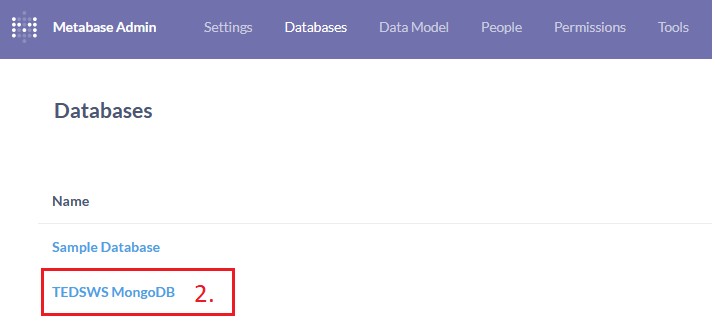 Metabase Admin Settings Databases Data Model People Permissions Tools
Databases
Name
Sample Database
TEDSWS MongoDB 2.